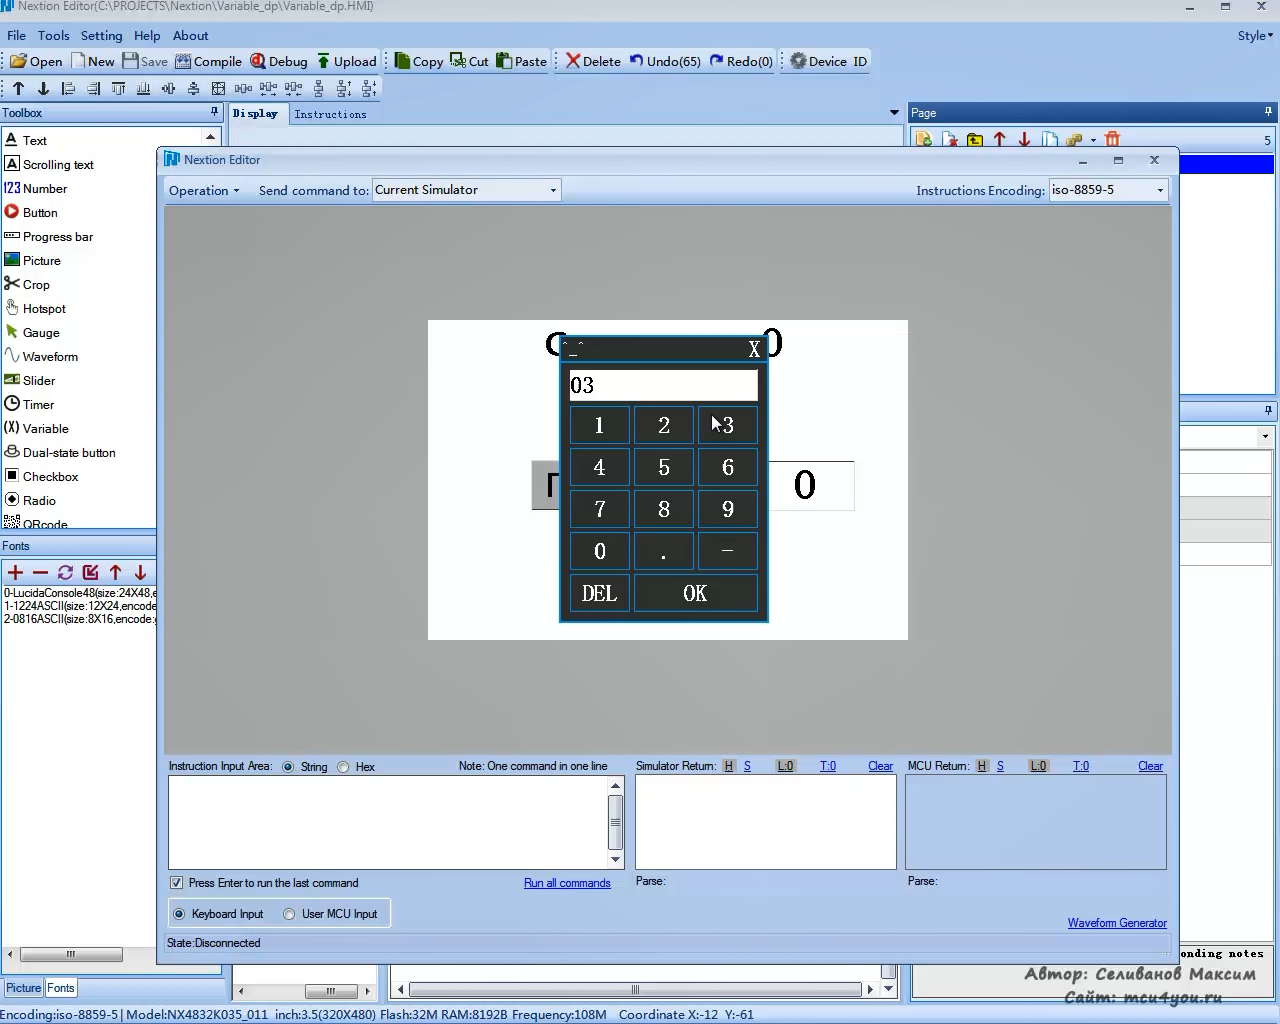 Nextion Editor(C:\PROJECTS\Nextion\Variable_dp\Variable_dp.HMI)
File Tools Setting Help About
Style
Open New Save Compile Debug Upload Copy Cut Paste Delete Undo(65) Redo(0) Device ID
Toolbox
Display Instructions
Page
5
Text
Scrolling text
Number
Button
Progress bar
Picture
Crop
Hotspot
Gauge
Waveform
Slider
Timer
Variable
Dual-state button
Checkbox
Radio
QRcode
Fonts
0-LucidaConsole48(size:24X48,
1-1224ASCII(size:12X24,encode
2-0816ASCII(size:8X16,encode:
Picture Fonts
Nextion Editor
Operation Send command to: Current Simulator Instructions Encoding: iso-8859-5
0
^_^ X
03
1 2 3
4 5 6
7 8 9
0 . -
DEL OK
0
Instruction Input Area: String Hex Note: One command in one line
Simulator Return: H S L:0 T:0 Clear
MCU Return: H S L:0 T:0 Clear
Press Enter to run the last command Run all commands
Parse:
Parse:
Keyboard Input User MCU Input
Waveform Generator
State:Disconnected
onding notes
Автор: Селиванов Максим
Сайт: mcu4you.ru
Encoding:iso-8859-5| Model:NX4832K035_011 inch:3.5(320X480) Flash:32M RAM:8192B Frequency:108M Coordinate X:-12 Y:-61